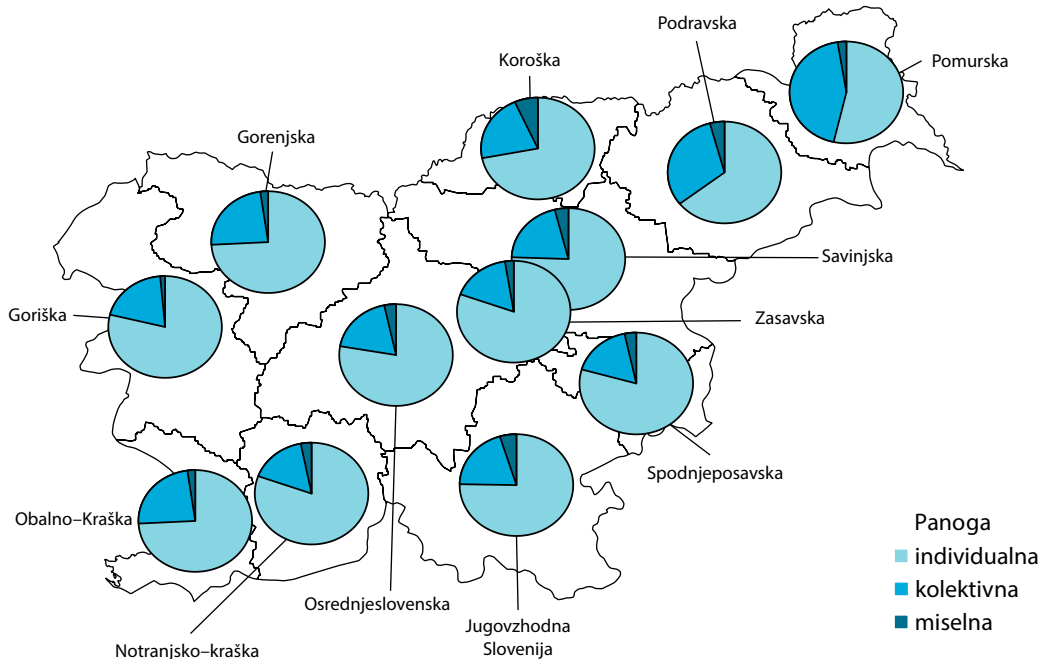 Podravska
Koroška
Pomurska
Gorenjska
Savinjska
Goriška
Zasavska
Spodnjeposavska
Obalno–Kraška
Osrednjeslovenska
Jugovzhodna
Slovenija
Notranjsko–kraška
Panoga
individualna
kolektivna
miselna